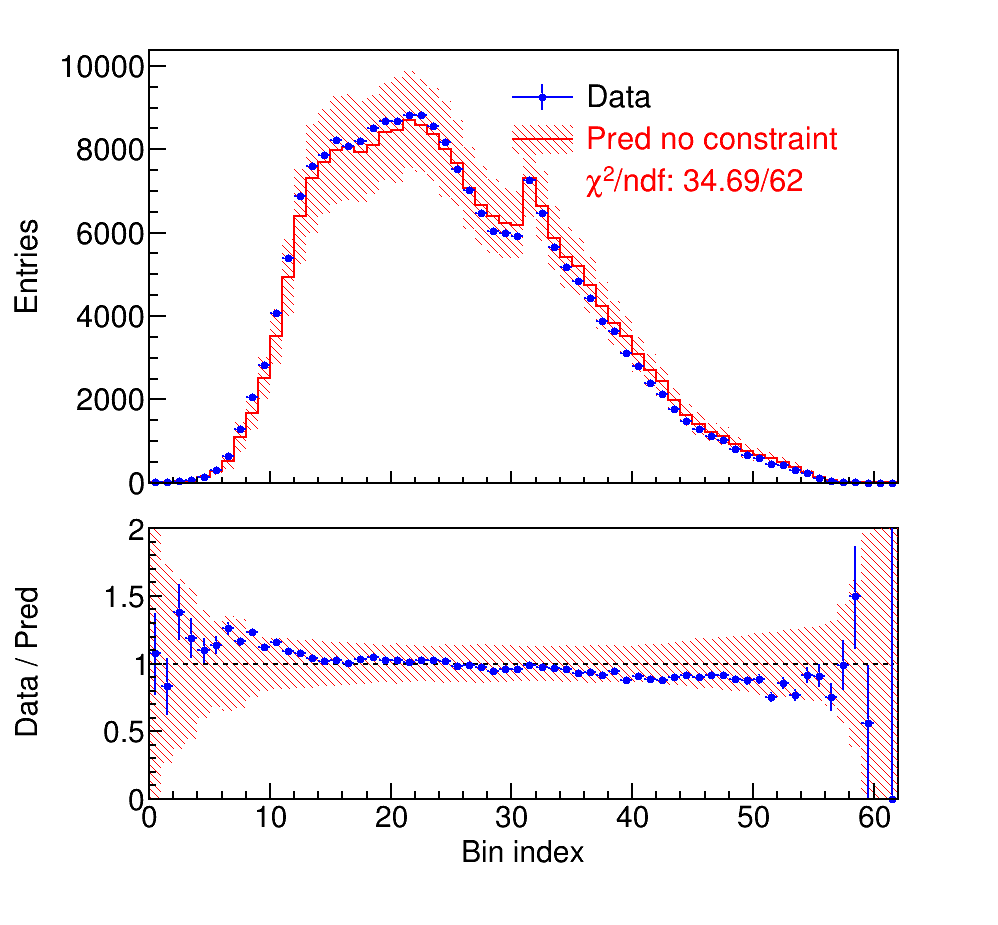 10000
8000
6000
4000
2000
0
Entries
Data
Pred no constraint
χ²/ndf: 34.69/62
2
1.5
1
0.5
0
Data / Pred
0 10 20 30 40 50 60
Bin index